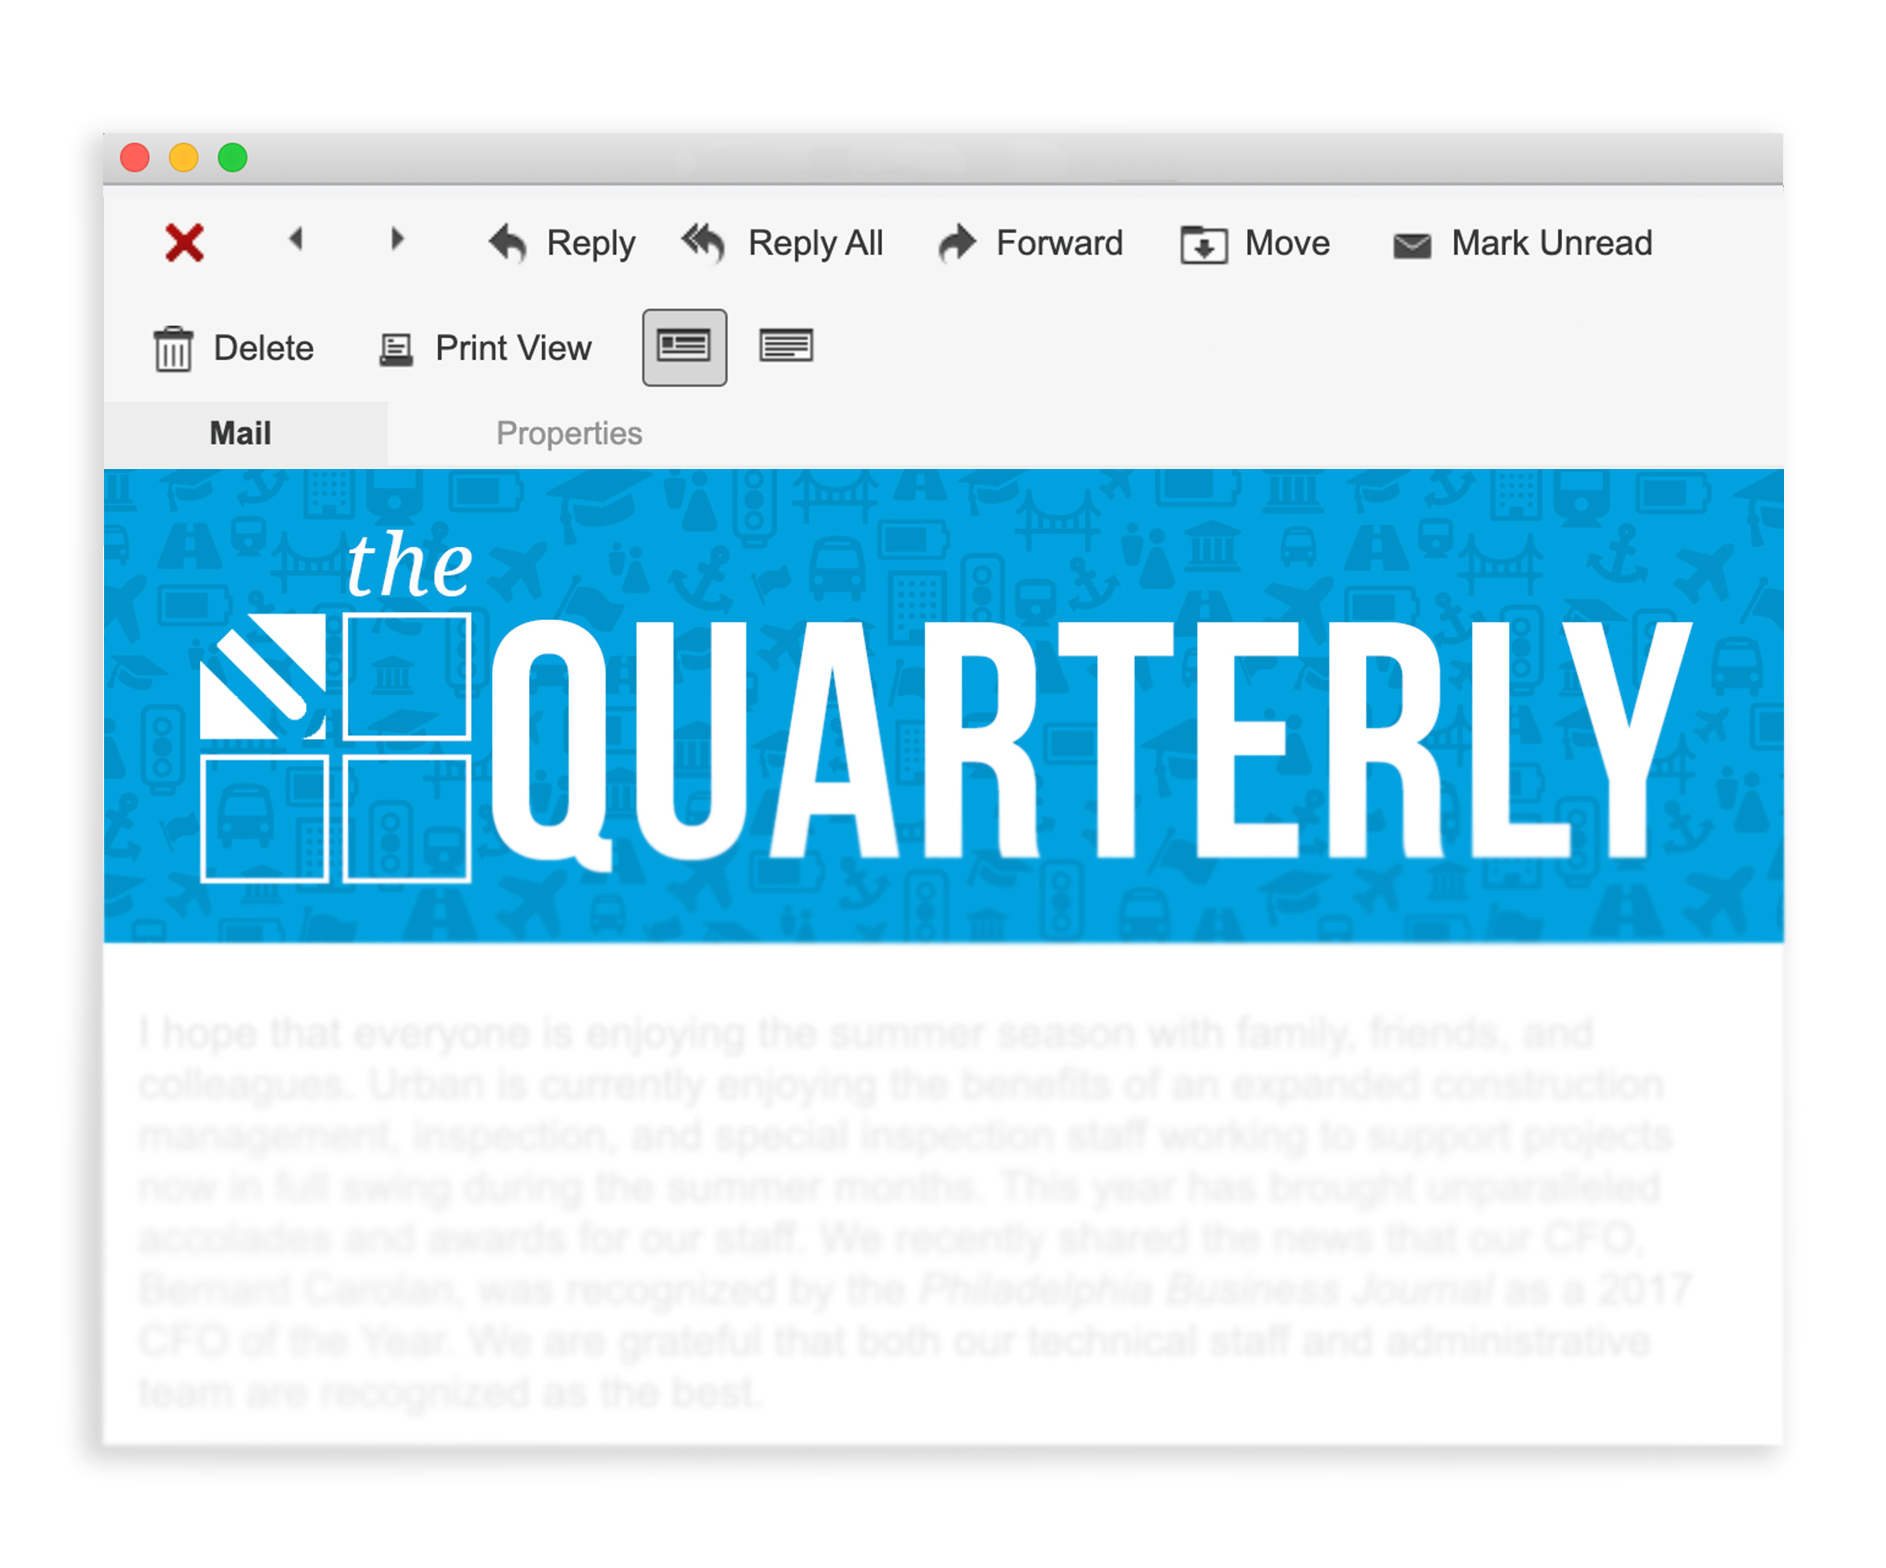 Reply Reply All Forward Move Mark Unread
Delete Print View
Mail Properties
the
QUARTERLY
I hope that everyone is enjoying the summer season with family, friends, and
colleagues. Urban is currently enjoying the benefits of an expanded construction
management, inspection, and special inspection staff working to support projects
now in full swing during the summer months. This year has brought unparalleled
accolades and awards for our staff. We recently shared the news that our CFO,
Bernard Carolan, was recognized by the Philadelphia Business Journal as a 2017
CFO of the Year. We are grateful that both our technical staff and administrative
team are recognized as the best.